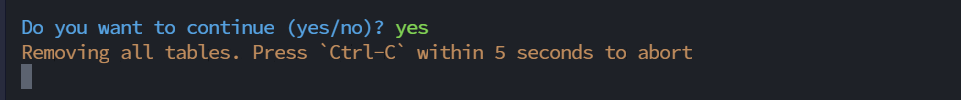 Do you want to continue (yes/no)? yes
Removing all tables. Press `Ctrl-C` within 5 seconds to abort